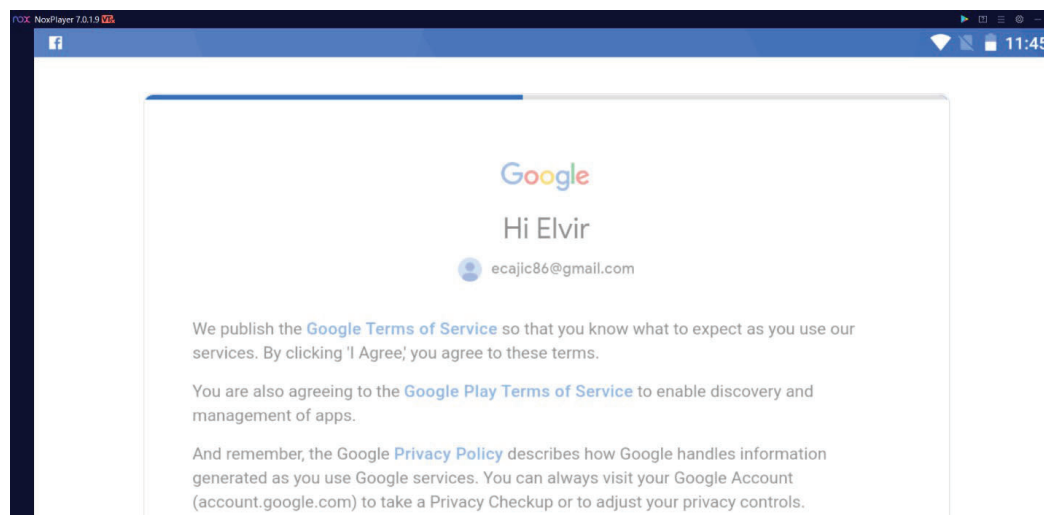 nox NoxPlayer 7.0.1.9 V7
11:45
Google
Hi Elvir
ecajic86@gmail.com
We publish the Google Terms of Service so that you know what to expect as you use our
services. By clicking 'I Agree,' you agree to these terms.
You are also agreeing to the Google Play Terms of Service to enable discovery and
management of apps.
And remember, the Google Privacy Policy describes how Google handles information
generated as you use Google services. You can always visit your Google Account
(account.google.com) to take a Privacy Checkup or to adjust your privacy controls.